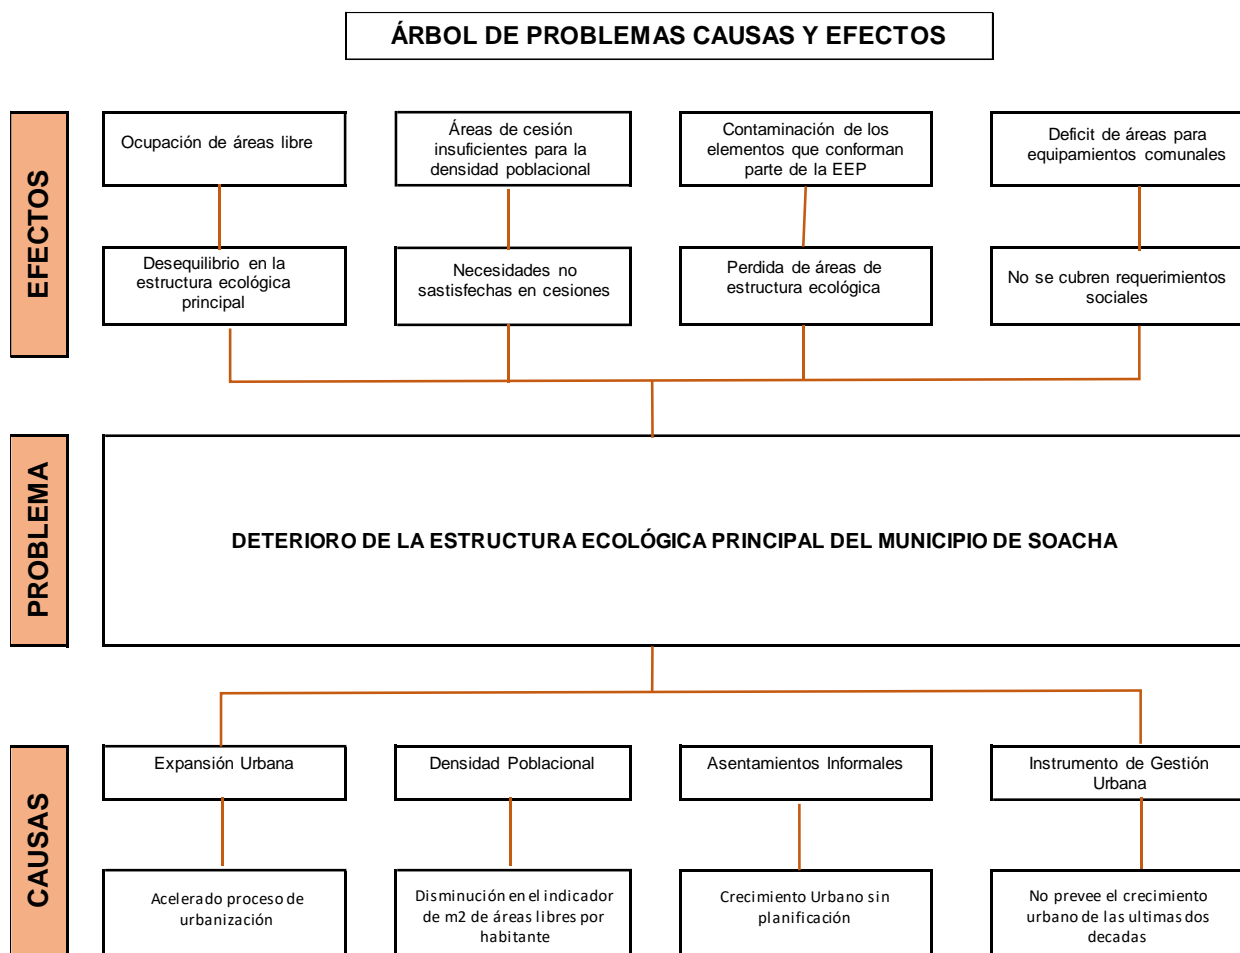 ÁRBOL DE PROBLEMAS CAUSAS Y EFECTOS
EFECTOS
Ocupación de áreas libre
Áreas de cesión
insuficientes para la
densidad poblacional
Contaminación de los
elementos que conforman
parte de la EEP
Deficit de áreas para
equipamientos comunales
Desequilibrio en la
estructura ecológica
principal
Necesidades no
sastisfechas en cesiones
Perdida de áreas de
estructura ecológica
No se cubren requerimientos
sociales
PROBLEMA
DETERIORO DE LA ESTRUCTURA ECOLÓGICA PRINCIPAL DEL MUNICIPIO DE SOACHA
CAUSAS
Expansión Urbana
Densidad Poblacional
Asentamientos Informales
Instrumento de Gestión
Urbana
Acelerado proceso de
urbanización
Disminución en el indicador
de m2 de áreas libres por
habitante
Crecimiento Urbano sin
planificación
No prevee el crecimiento
urbano de las ultimas dos
decadas